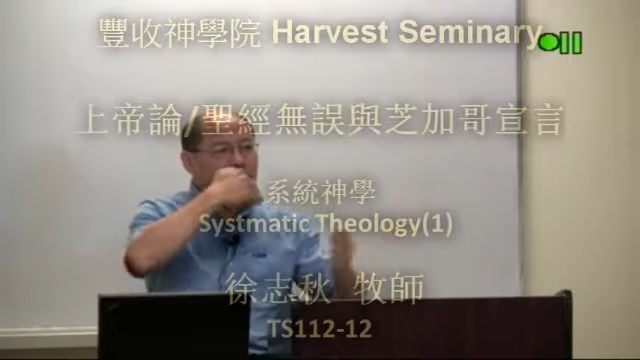 豐收神學院 Harvest Seminary
上帝論/聖經無誤與芝加哥宣言
系統神學
Systmatic Theology(1)
徐志秋 牧師
TS112-12